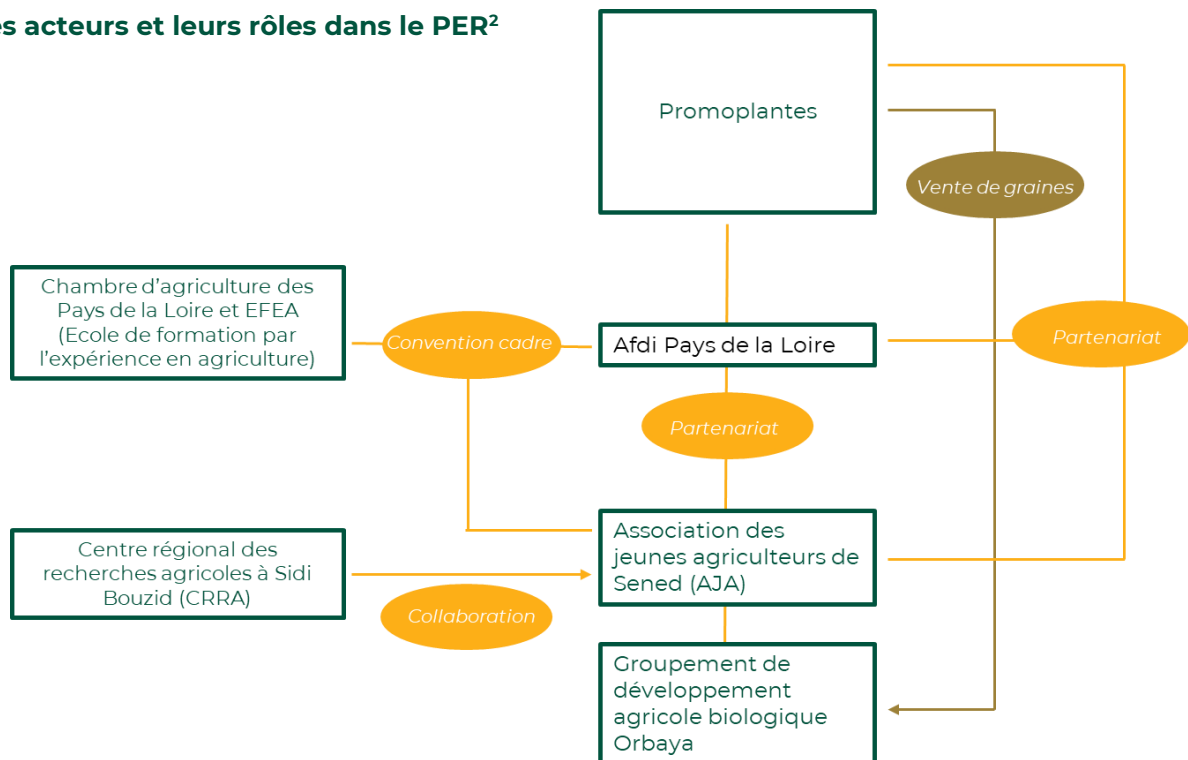 s acteurs et leurs rôles dans le PER²
Promoplantes
Vente de graines
Chambre d'agriculture des
Pays de la Loire et EFEA
(Ecole de formation par
l'expérience en agriculture)
Convention cadre
Afdi Pays de la Loire
Partenariat
Partenariat
Association des
jeunes agriculteurs de
Sened (AJA)
Centre régional des
recherches agricoles à Sidi
Bouzid (CRRA)
Collaboration
Groupement de
développement
agricole biologique
Orbaya